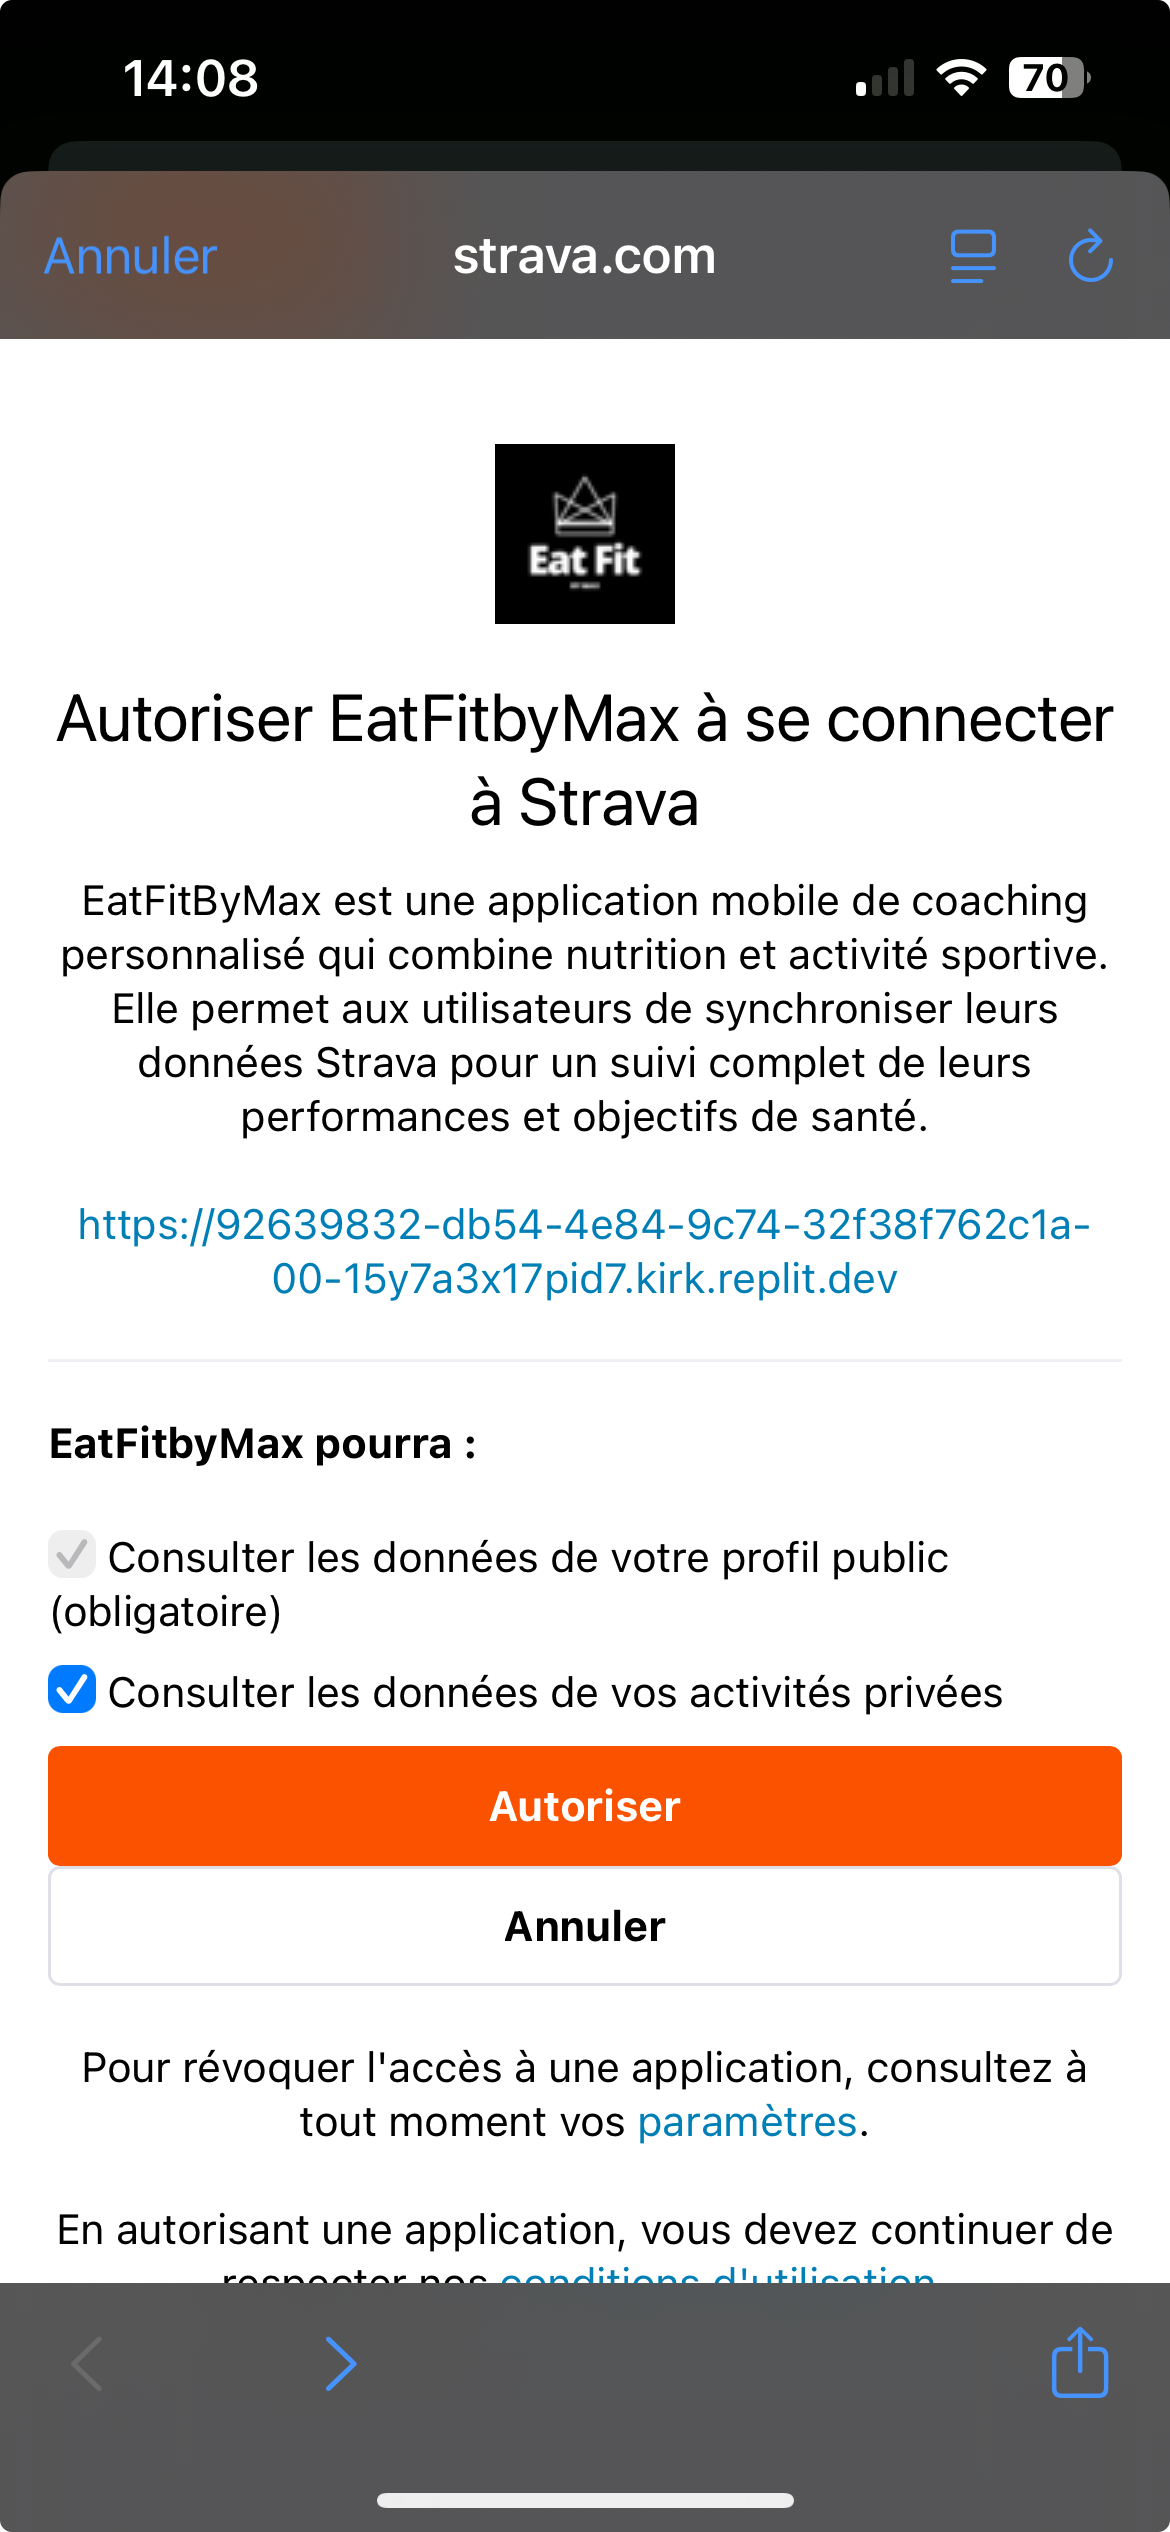 14:08
70
Annuler
strava.com
Eat Fit
Autoriser EatFitbyMax à se connecter
à Strava
EatFitByMax est une application mobile de coaching
personnalisé qui combine nutrition et activité sportive.
Elle permet aux utilisateurs de synchroniser leurs
données Strava pour un suivi complet de leurs
performances et objectifs de santé.
https://92639832-db54-4e84-9c74-32f38f762c1a-
00-15y7a3x17pid7.kirk.replit.dev
EatFitbyMax pourra :
Consulter les données de votre profil public
(obligatoire)
Consulter les données de vos activités privées
Autoriser
Annuler
Pour révoquer l'accès à une application, consultez à
tout moment vos paramètres.
En autorisant une application, vous devez continuer de
respecter nos conditions d'utilisation